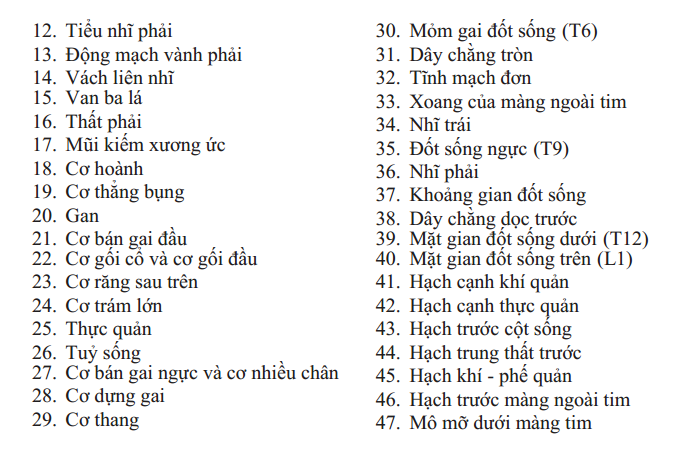 12. Tiểu nhĩ phải
13. Động mạch vành phải
14. Vách liên nhĩ
15. Van ba lá
16. Thất phải
17. Mũi kiếm xương ức
18. Cơ hoành
19. Cơ thẳng bụng
20. Gan
21. Cơ bán gai đầu
22. Cơ gối cổ và cơ gối đầu
23. Cơ răng sau trên
24. Cơ trám lớn
25. Thực quản
26. Tuỷ sống
27. Cơ bán gai ngực và cơ nhiều chân
28. Cơ dựng gai
29. Cơ thang
30. Mỏm gai đốt sống (T6)
31. Dây chằng tròn
32. Tĩnh mạch đơn
33. Xoang của màng ngoài tim
34. Nhĩ trái
35. Đốt sống ngực (T9)
36. Nhĩ phải
37. Khoảng gian đốt sống
38. Dây chằng dọc trước
39. Mặt gian đốt sống dưới (T12)
40. Mặt gian đốt sống trên (L1)
41. Hạch cạnh khí quản
42. Hạch cạnh thực quản
43. Hạch trước cột sống
44. Hạch trung thất trước
45. Hạch khí - phế quản
46. Hạch trước màng ngoài tim
47. Mô mỡ dưới màng tim